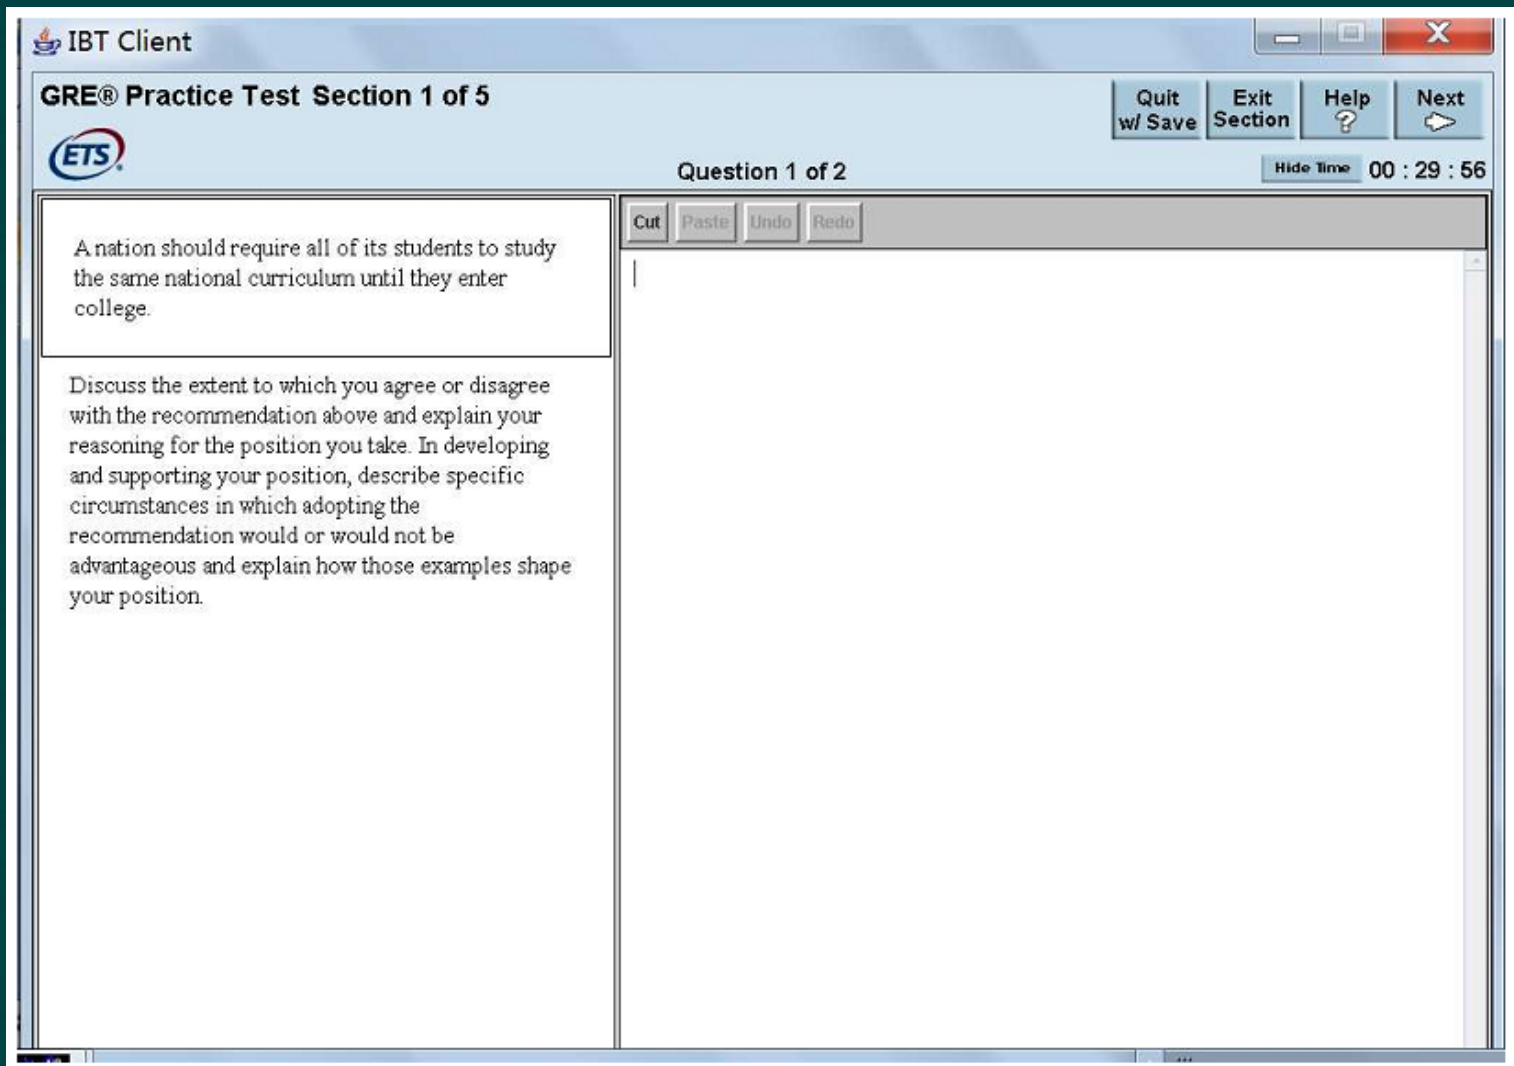 IBT Client
GRE® Practice Test Section 1 of 5
Quit
w/ Save
Exit
Section
Help
?
Next
ETS
Question 1 of 2
Hide Time
00 : 29 : 56
Cut
Paste
Undo
Redo
A nation should require all of its students to study
the same national curriculum until they enter
college.
Discuss the extent to which you agree or disagree
with the recommendation above and explain your
reasoning for the position you take. In developing
and supporting your position, describe specific
circumstances in which adopting the
recommendation would or would not be
advantageous and explain how those examples shape
your position.